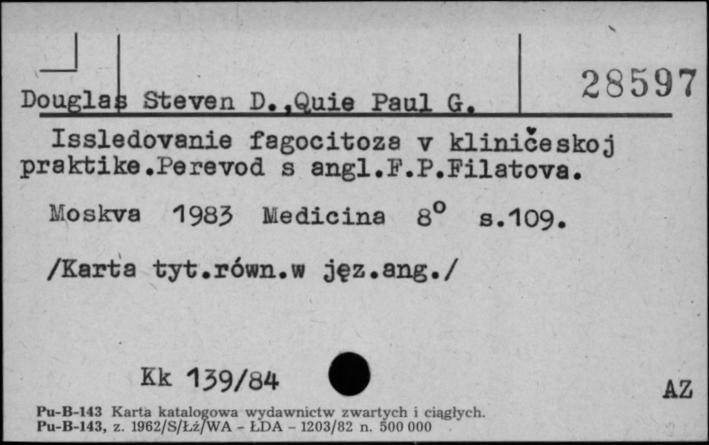 28597
Douglas Steven D.,Quie Paul G.
Issledovanie fagocitoza v kliničeskoj
praktike.Perevod s angl.F.P.Filatova.
Moskva 1983 Medicina 8° s.109.
/Karta tyt.równ.w jęz.ang./
Kk 139/84
AZ
Pu-B-143 Karta katalogowa wydawnictw zwartych i ciągłych.
Pu-B-143, z. 1962/S/Łż/WA - ŁDA - 1203/82 n. 500 000